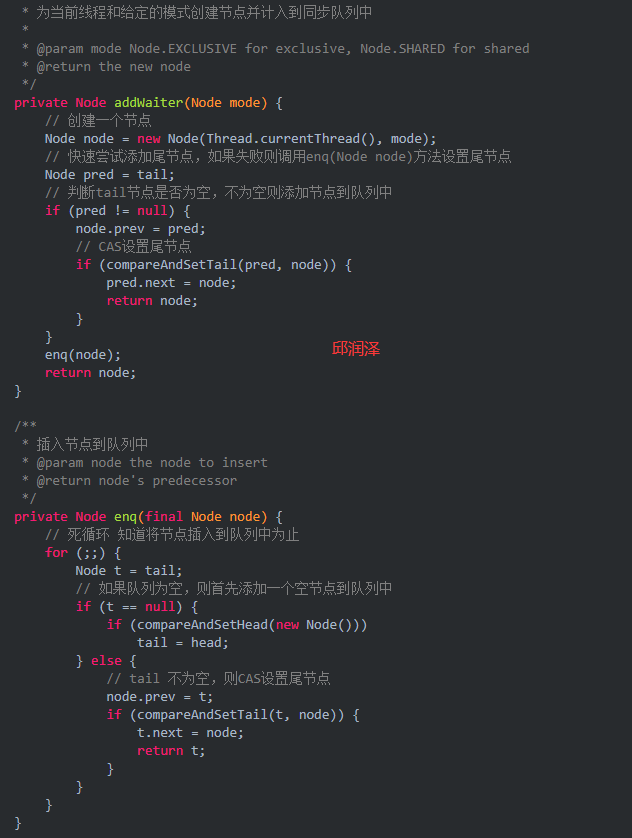 * 为当前线程和给定的模式创建节点并计入到同步队列中
 *
 * @param mode Node.EXCLUSIVE for exclusive, Node.SHARED for shared
 * @return the new node
 */
private Node addWaiter(Node mode) {
    // 创建一个节点
    Node node = new Node(Thread.currentThread(), mode);
    // 快速尝试添加尾节点，如果失败则调用enq(Node node)方法设置尾节点
    Node pred = tail;
    // 判断tail节点是否为空，不为空则添加节点到队列中
    if (pred != null) {
        node.prev = pred;
        // CAS设置尾节点
        if (compareAndSetTail(pred, node)) {
            pred.next = node;
            return node;
        }
    }
邱润泽
    enq(node);
    return node;
}

/**
 * 插入节点到队列中
 * @param node the node to insert
 * @return node's predecessor
 */
private Node enq(final Node node) {
    // 死循环 知道将节点插入到队列中为止
    for (;;) {
        Node t = tail;
        // 如果队列为空，则首先添加一个空节点到队列中
        if (t == null) {
            if (compareAndSetHead(new Node()))
                tail = head;
        } else {
            // tail 不为空，则CAS设置尾节点
            node.prev = t;
            if (compareAndSetTail(t, node)) {
                t.next = node;
                return t;
            }
        }
    }
}